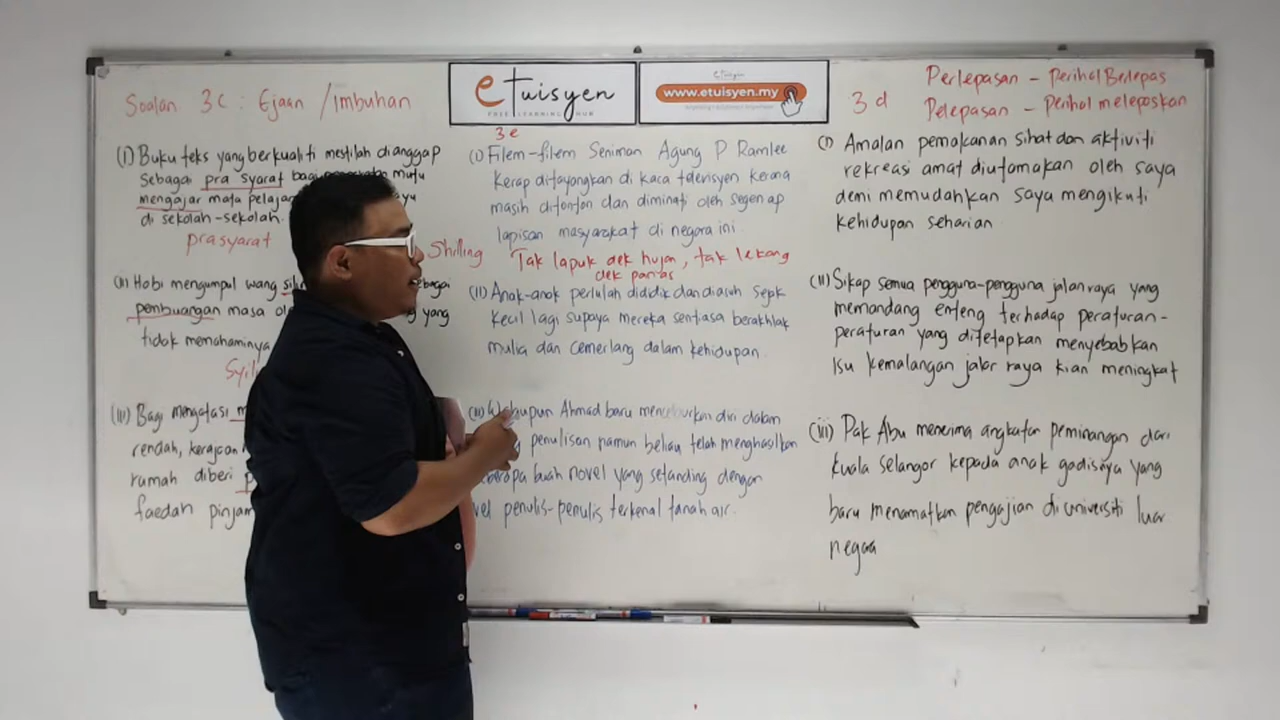 Soalan 3c : Ejaan / Imbuhan
(i) Buku teks yang berkualiti mestilah dianggap
sebagai pra syarat mutu
mengajar mata pelaja
di sekolah-sekolah.
prasyarat
(ii) Hobi mengumpul wang
pembuangan masa yang
tidak memahaminya
(iii) Bagi mengatasi
rendah, kerajaan
rumah diberi
faedah pinjam
Shilling
eTuisyen
FREE LEARNING HUB
etuisyen
www.etuisyen.my
3e
(i) Filem-filem Seniman Agung P Ramlee
kerap ditayangkan di kaca televisyen kerana
masih ditonton dan diminati oleh segenap
lapisan masyarakat di negara ini.
Tak lapuk dek hujan, tak lekang
dek panas
(ii) Anak-anak perlulah dididik dan diasuh sejak
kecil lagi supaya mereka sentiasa berakhlak
mulia dan cemerlang dalam kehidupan.
Ahmad baru menceburkan diri dalam
penulisan namun beliau telah menghasilkan
buah novel yang setanding dengan
penulis-penulis terkenal tanah air.
3d
Perlepasan - Perihal Berlepas
Pelepasan - Perihal melepaskan
(i) Amalan pemakanan sihat dan aktiviti
rekreasi amat diutamakan oleh saya
demi memudahkan saya mengikuti
kehidupan seharian
(ii) Sikap semua pengguna-pengguna jalan raya yang
memandang enteng terhadap peraturan-
peraturan yang ditetapkan menyebabkan
isu kemalangan jalan raya kian meningkat
(iii) Pak Abu menerima angkatan peminangan dari
kuala selangor kepada anak gadisnya yang
baru menamatkan pengajian di universiti luar
negara